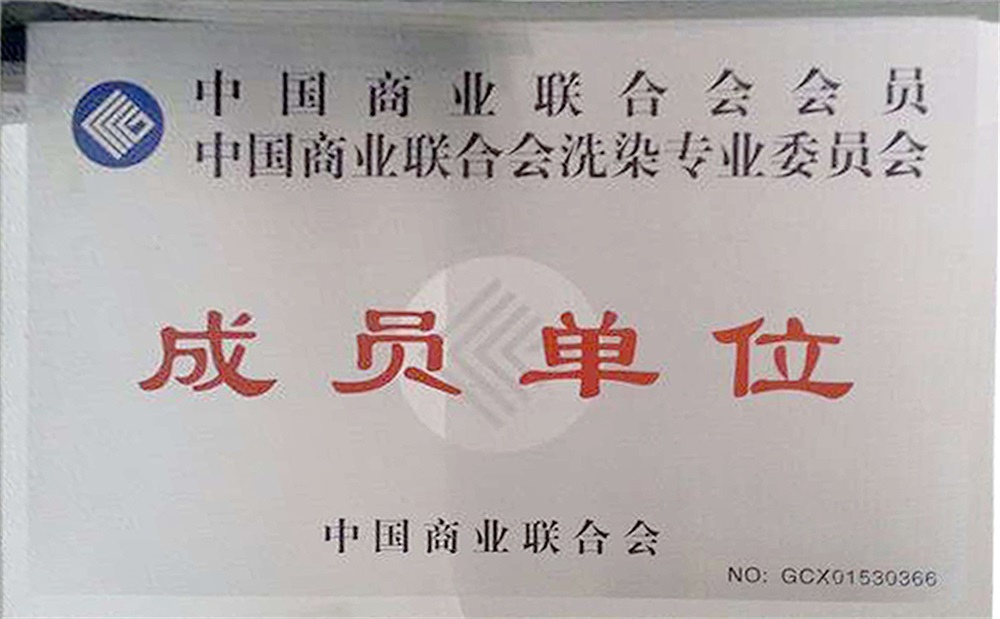 中国商业联合会会员
中国商业联合会洗染专业委员会
成员单位
中国商业联合会
NO: GCX01530366